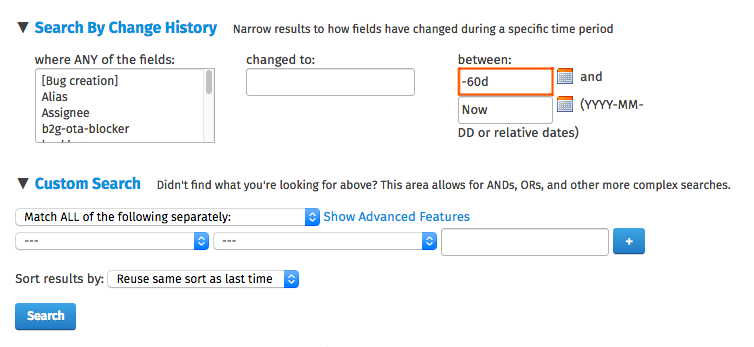 ▼ Search By Change History Narrow results to how fields have changed during a specific time period
where ANY of the fields: changed to: between:
[Bug creation]
Alias
Assignee
b2g-ota-blocker
-60d and
Now (YYYY-MM-
DD or relative dates)
▼ Custom Search Didn't find what you're looking for above? This area allows for ANDs, ORs, and other more complex searches.
Match ALL of the following separately: Show Advanced Features
--- --- +
Sort results by: Reuse same sort as last time
Search